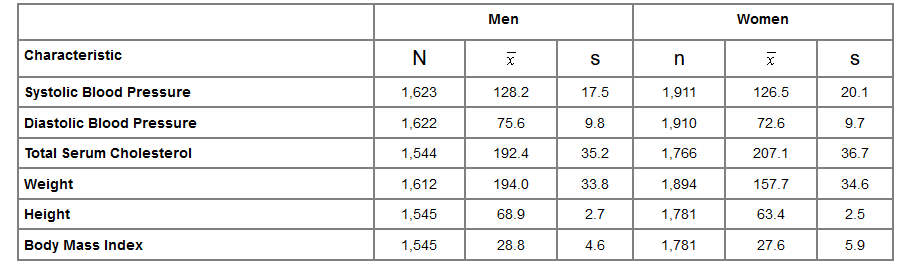 Men Women
Characteristic N x̅ s n x̅ s
Systolic Blood Pressure 1,623 128.2 17.5 1,911 126.5 20.1
Diastolic Blood Pressure 1,622 75.6 9.8 1,910 72.6 9.7
Total Serum Cholesterol 1,544 192.4 35.2 1,766 207.1 36.7
Weight 1,612 194.0 33.8 1,894 157.7 34.6
Height 1,545 68.9 2.7 1,781 63.4 2.5
Body Mass Index 1,545 28.8 4.6 1,781 27.6 5.9